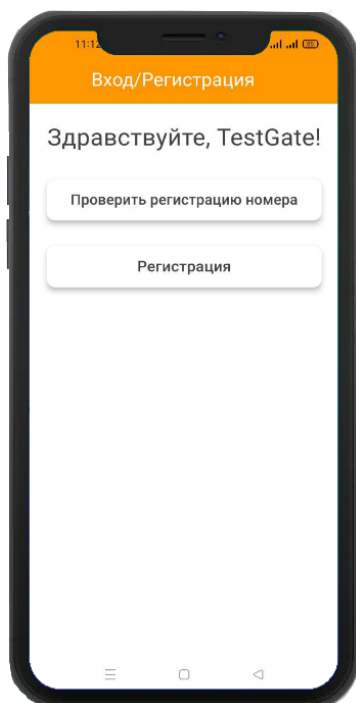 11:12
Вход/Регистрация
Здравствуйте, TestGate!
Проверить регистрацию номера
Регистрация